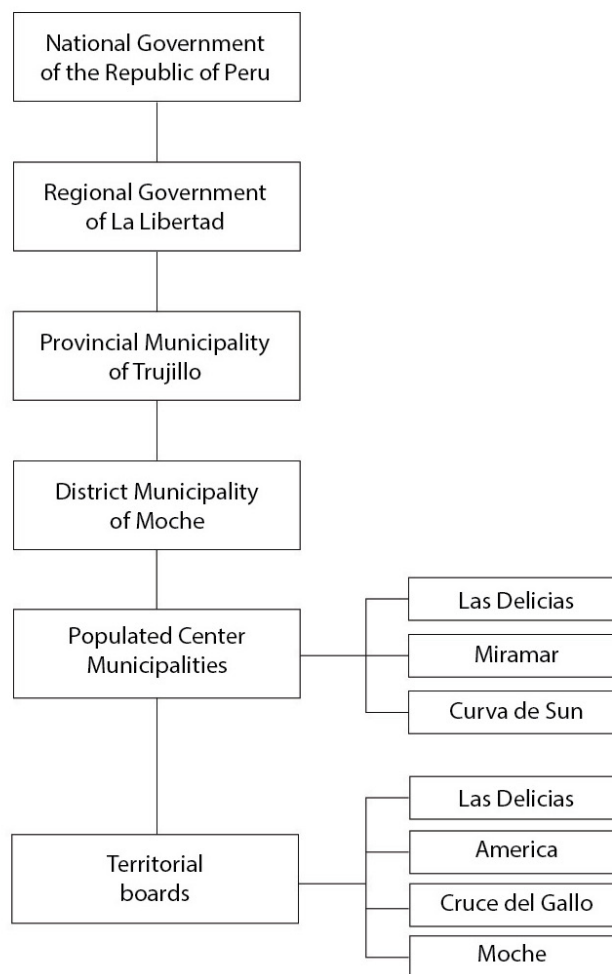 National Government
of the Republic of Peru
Regional Government
of La Libertad
Provincial Municipality
of Trujillo
District Municipality
of Moche
Populated Center
Municipalities
Las Delicias
Miramar
Curva de Sun
Territorial
boards
Las Delicias
America
Cruce del Gallo
Moche